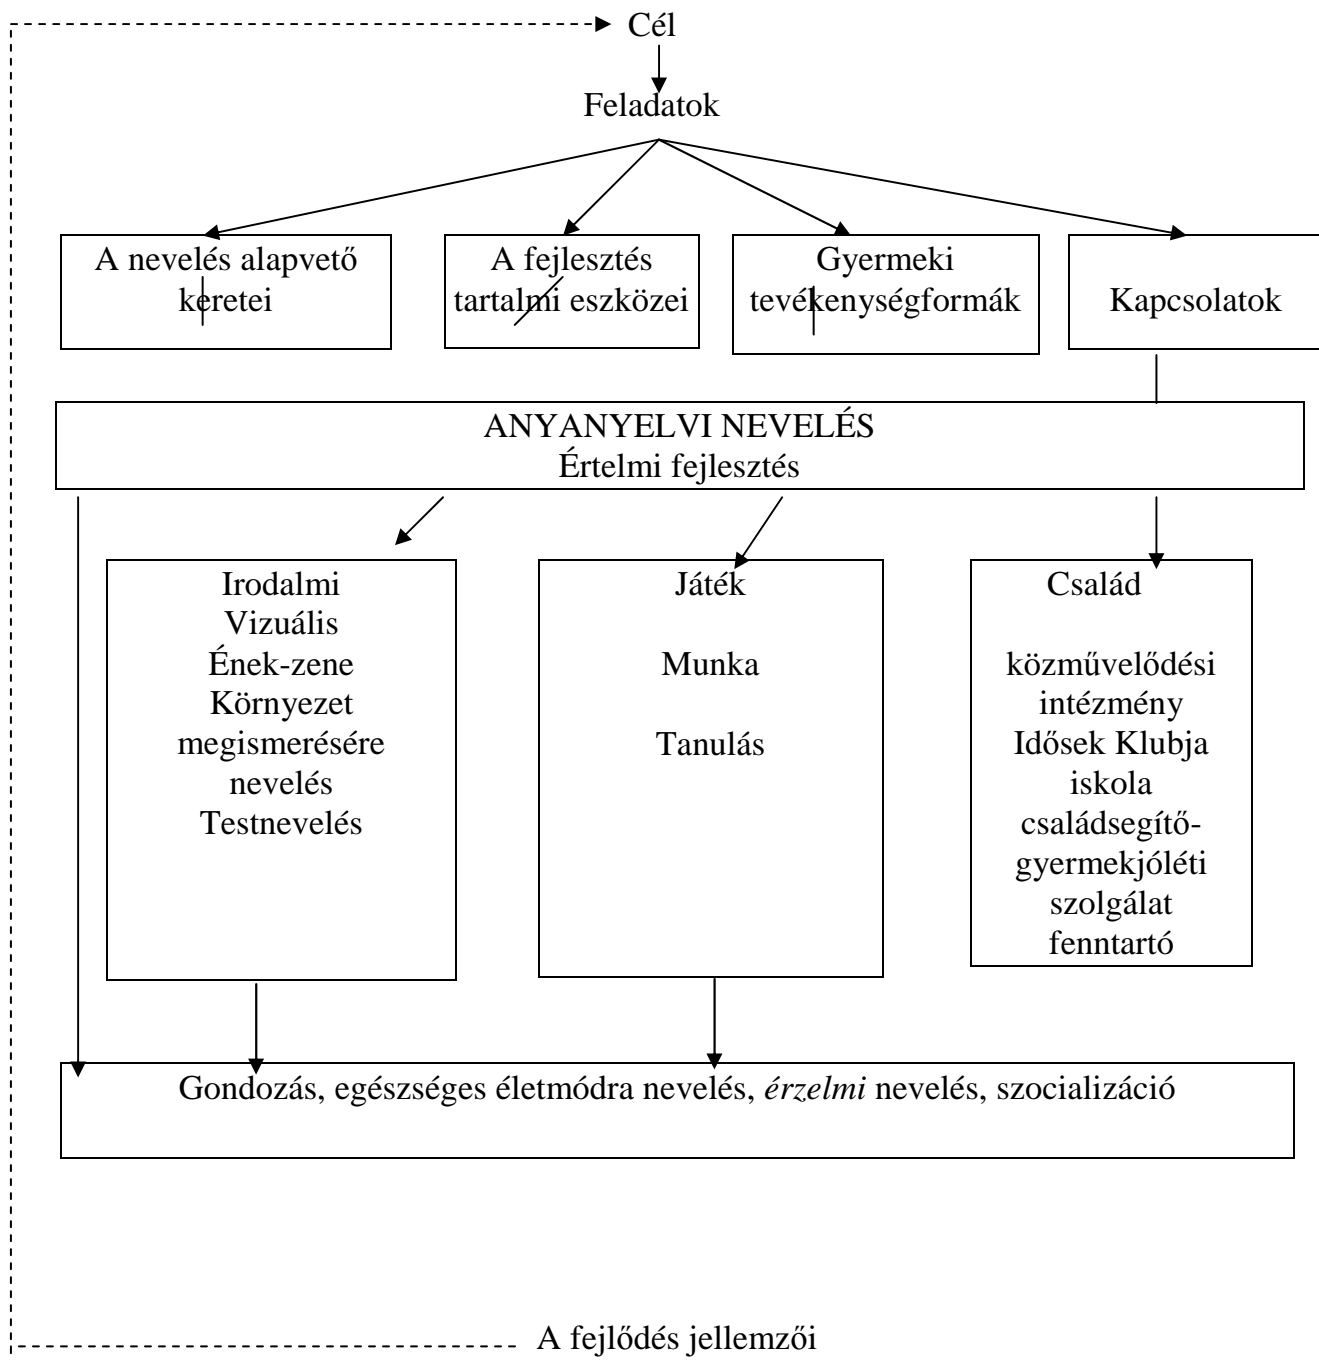 Cél
Feladatok
A nevelés alapvető
keretei
A fejlesztés
tartalmi eszközei
Gyermeki
tevékenységformák
Kapcsolatok
ANYANYELVI NEVELÉS
Értelmi fejlesztés
Irodalmi
Vizuális
Ének-zene
Környezet
megismerésére
nevelés
Testnevelés
Játék
Munka
Tanulás
Család
közművelődési
intézmény
Idősek Klubja
iskola
családsegítő-
gyermekjóléti
szolgálat
fenntartó
Gondozás, egészséges életmódra nevelés, érzelmi nevelés, szocializáció
A fejlődés jellemzői